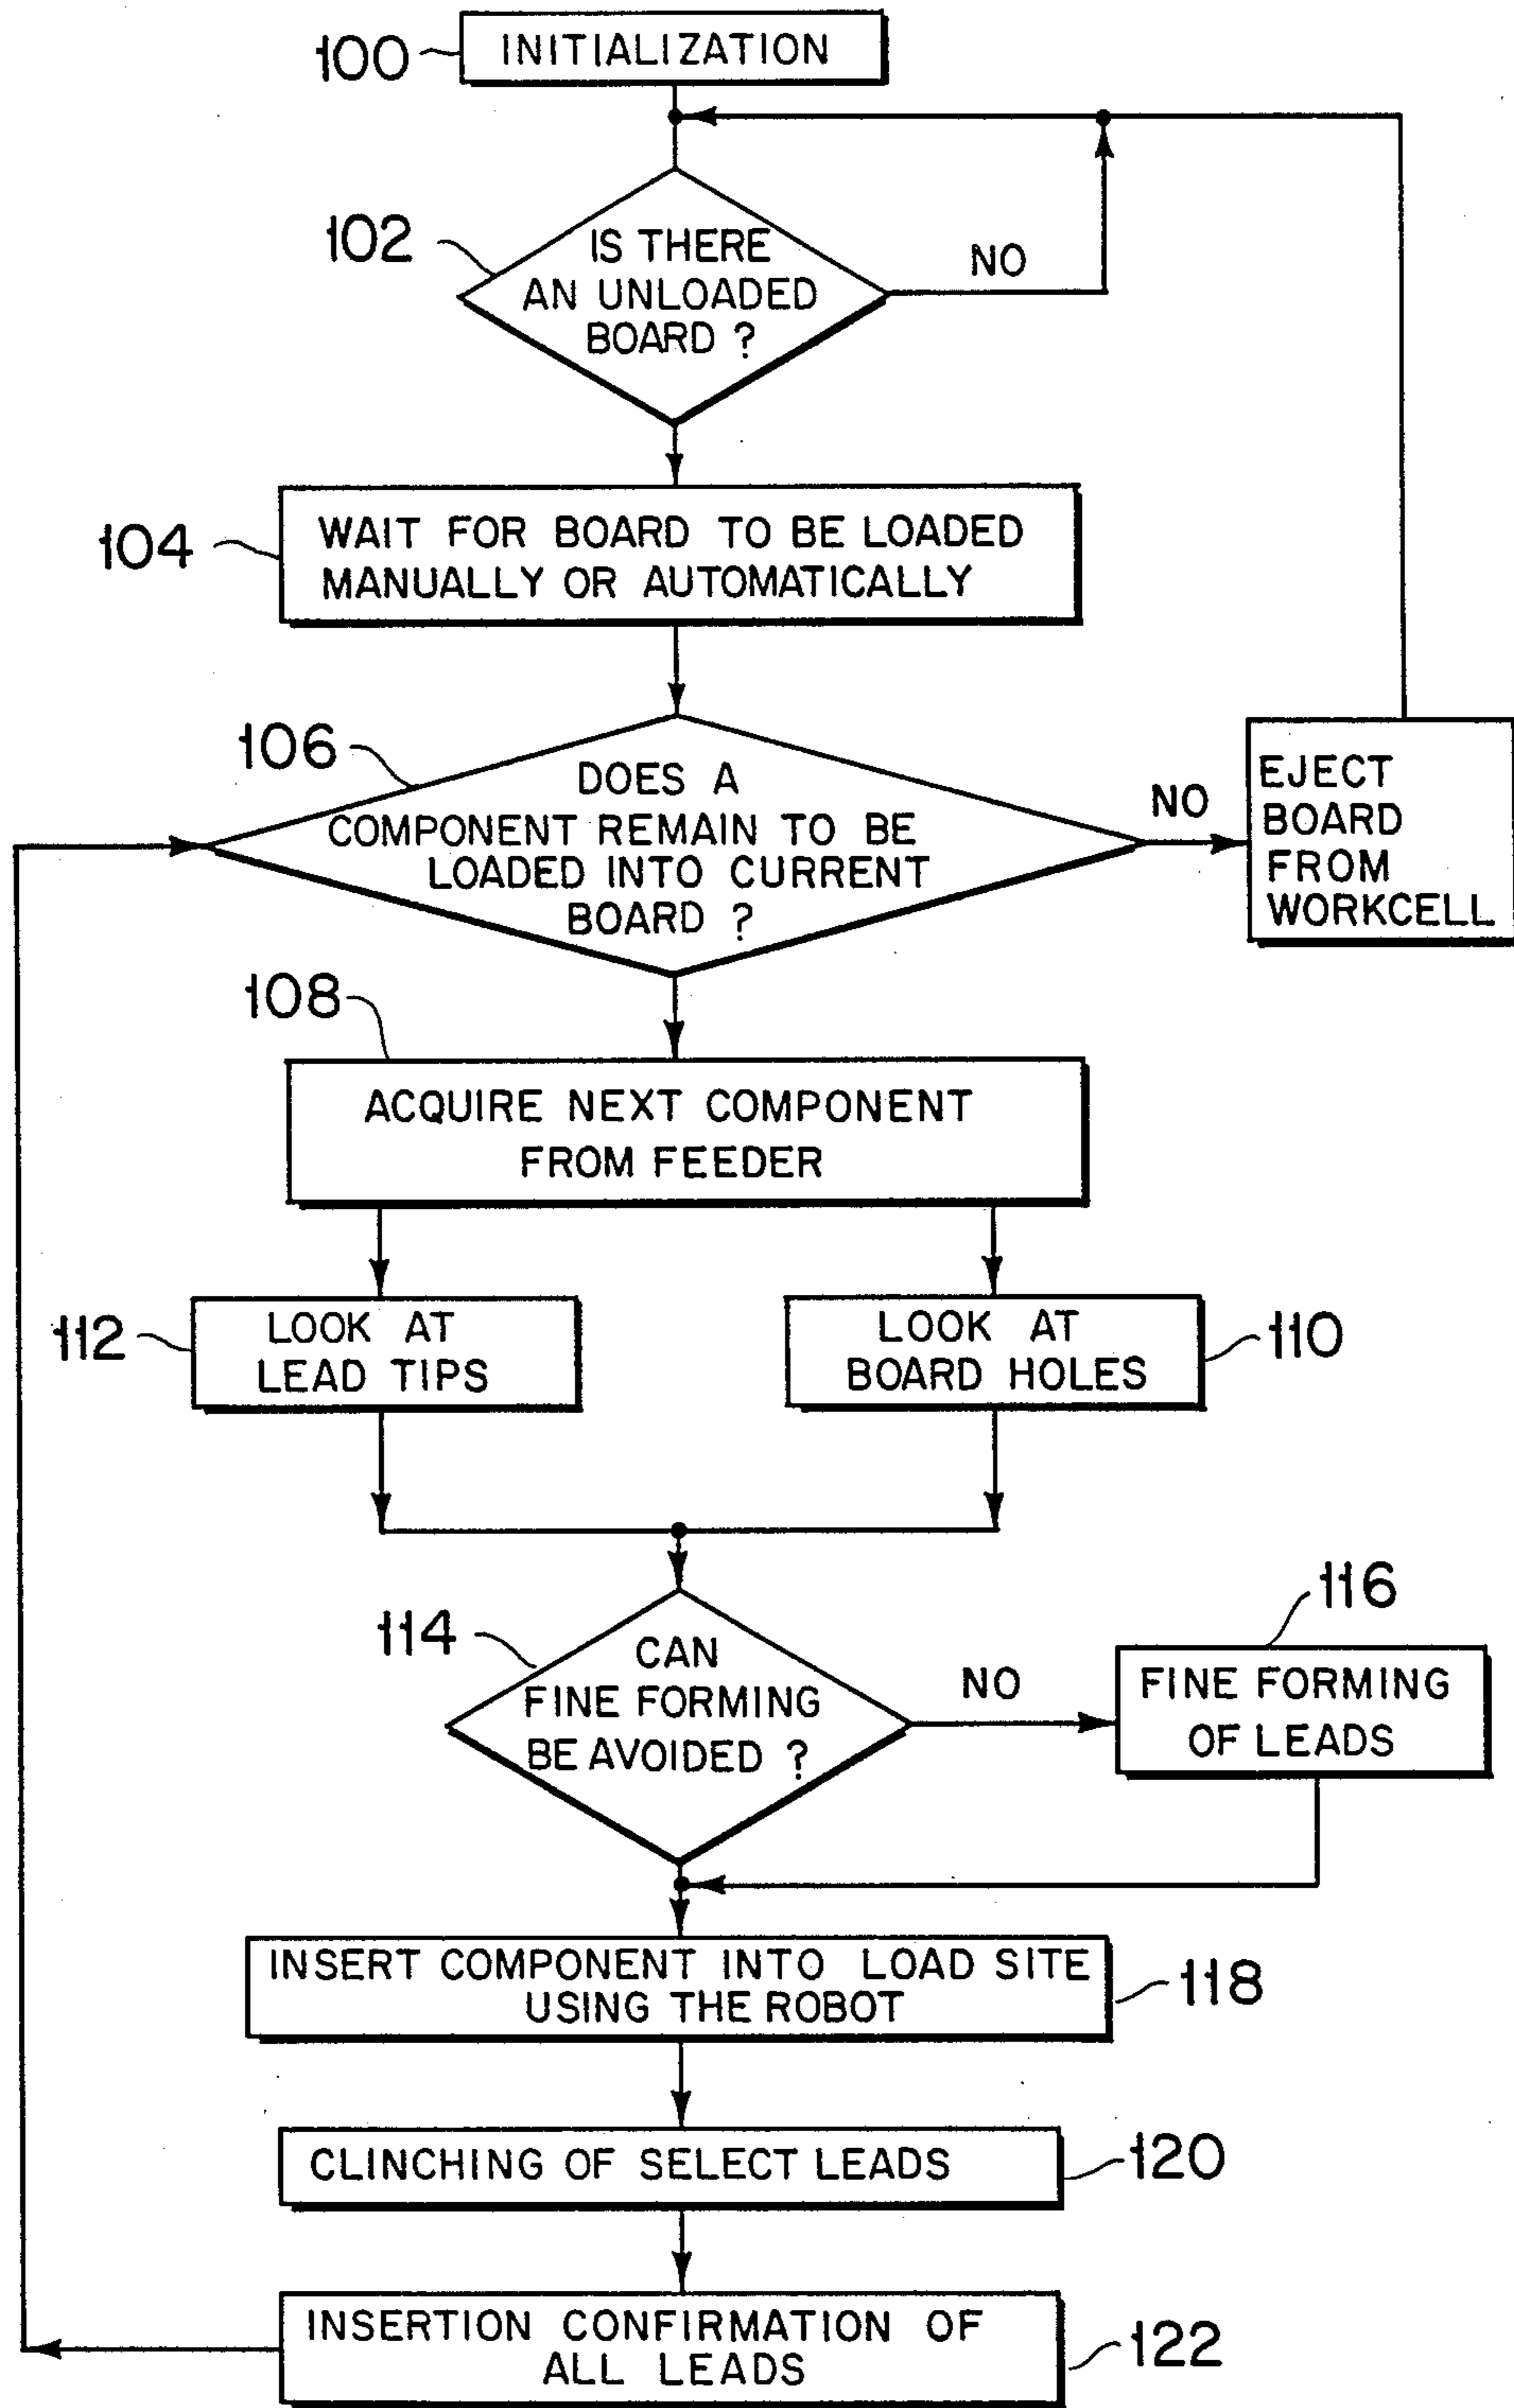 100
INITIALIZATION
102
IS THERE
AN UNLOADED
BOARD ?
NO
104
WAIT FOR BOARD TO BE LOADED
MANUALLY OR AUTOMATICALLY
106
DOES A
COMPONENT REMAIN TO BE
LOADED INTO CURRENT
BOARD ?
NO
EJECT
BOARD
FROM
WORKCELL
108
ACQUIRE NEXT COMPONENT
FROM FEEDER
112
LOOK AT
LEAD TIPS
LOOK AT
BOARD HOLES
110
114
CAN
FINE FORMING
BE AVOIDED ?
NO
116
FINE FORMING
OF LEADS
INSERT COMPONENT INTO LOAD SITE
USING THE ROBOT
118
CLINCHING OF SELECT LEADS
120
INSERTION CONFIRMATION OF
ALL LEADS
122